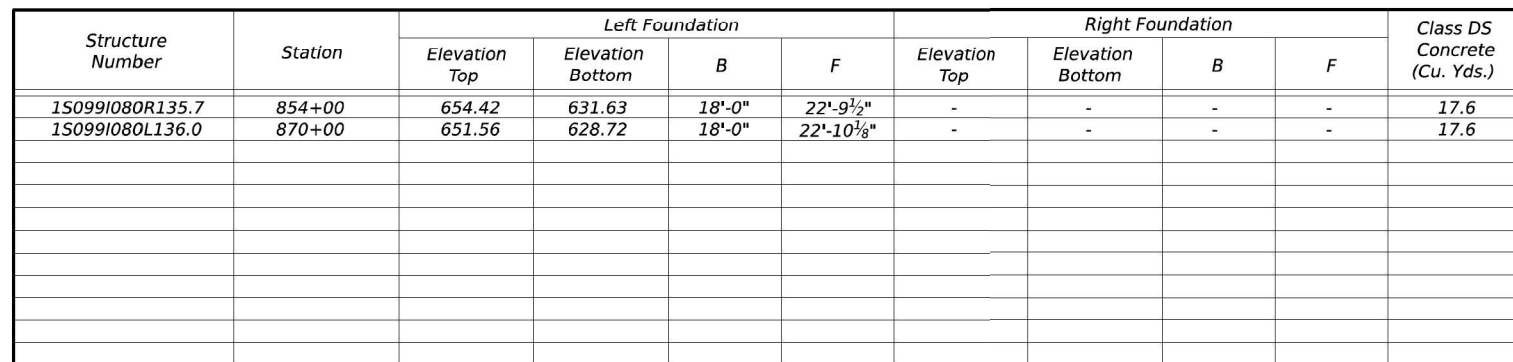 Structure Number Station Left Foundation Right Foundation Class DS Concrete (Cu. Yds.)
Elevation Top Elevation Bottom B F Elevation Top Elevation Bottom B F
1S099I080R135.7 854+00 654.42 631.63 18'-0" 22'-9½" - - - - 17.6
1S099I080L136.0 870+00 651.56 628.72 18'-0" 22'-10⅛" - - - - 17.6